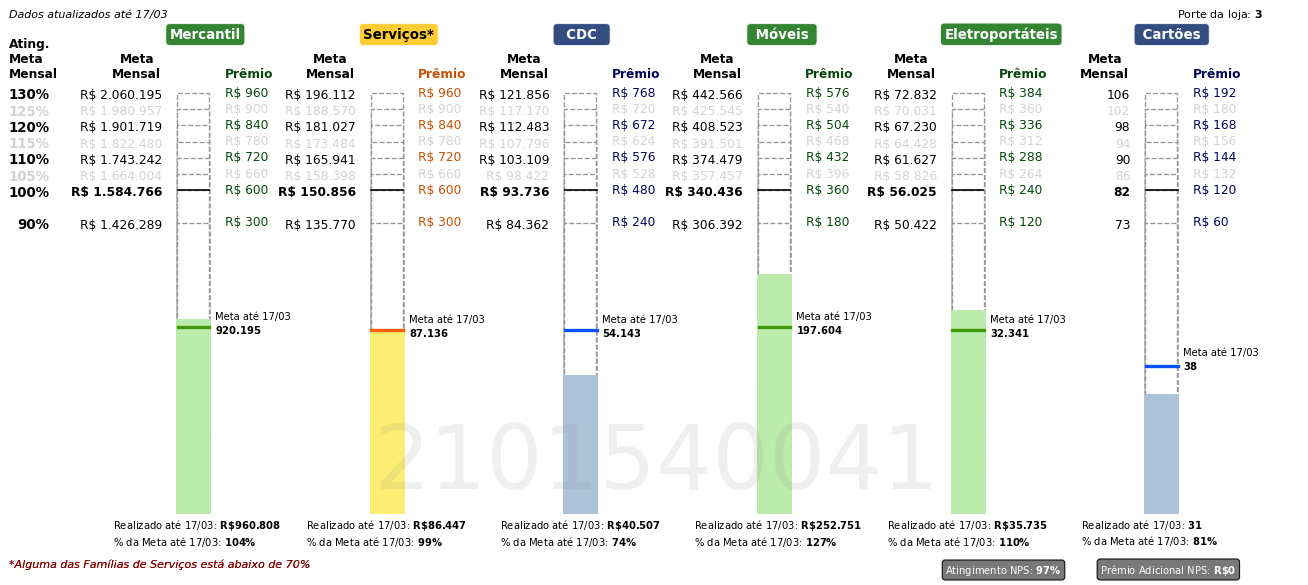 Dados atualizados até 17/03
Porte da loja: 3
Mercantil Serviços* CDC Móveis Eletroportáteis Cartões
Ating. Meta Mensal
Meta Mensal Prêmio Meta Mensal Prêmio Meta Mensal Prêmio Meta Mensal Prêmio Meta Mensal Prêmio Meta Mensal Prêmio
130% R$ 2.060.195 R$ 960 R$ 196.112 R$ 960 R$ 121.856 R$ 768 R$ 442.566 R$ 576 R$ 72.832 R$ 384 106 R$ 192
125% R$ 1.980.957 R$ 900 R$ 188.570 R$ 900 R$ 117.170 R$ 720 R$ 425.545 R$ 540 R$ 70.031 R$ 360 102 R$ 180
120% R$ 1.901.719 R$ 840 R$ 181.027 R$ 840 R$ 112.483 R$ 672 R$ 408.523 R$ 504 R$ 67.230 R$ 336 98 R$ 168
115% R$ 1.822.480 R$ 780 R$ 173.484 R$ 780 R$ 107.796 R$ 624 R$ 391.501 R$ 468 R$ 64.428 R$ 312 94 R$ 156
110% R$ 1.743.242 R$ 720 R$ 165.941 R$ 720 R$ 103.109 R$ 576 R$ 374.479 R$ 432 R$ 61.627 R$ 288 90 R$ 144
105% R$ 1.664.004 R$ 660 R$ 158.398 R$ 660 R$ 98.422 R$ 528 R$ 357.457 R$ 396 R$ 58.826 R$ 264 86 R$ 132
100% R$ 1.584.766 R$ 600 R$ 150.856 R$ 600 R$ 93.736 R$ 480 R$ 340.436 R$ 360 R$ 56.025 R$ 240 82 R$ 120
90% R$ 1.426.289 R$ 300 R$ 135.770 R$ 300 R$ 84.362 R$ 240 R$ 306.392 R$ 180 R$ 50.422 R$ 120 73 R$ 60
Meta até 17/03 Meta até 17/03 Meta até 17/03 Meta até 17/03 Meta até 17/03
920.195 87.136 54.143 197.604 32.341
Meta até 17/03
38
2101540041
Realizado até 17/03: R$960.808 Realizado até 17/03: R$86.447 Realizado até 17/03: R$40.507 Realizado até 17/03: R$252.751 Realizado até 17/03: R$35.735 Realizado até 17/03: 31
% da Meta até 17/03: 104% % da Meta até 17/03: 99% % da Meta até 17/03: 74% % da Meta até 17/03: 127% % da Meta até 17/03: 110% % da Meta até 17/03: 81%
*Alguma das Famílias de Serviços está abaixo de 70%
Atingimento NPS: 97% Prêmio Adicional NPS: R$0